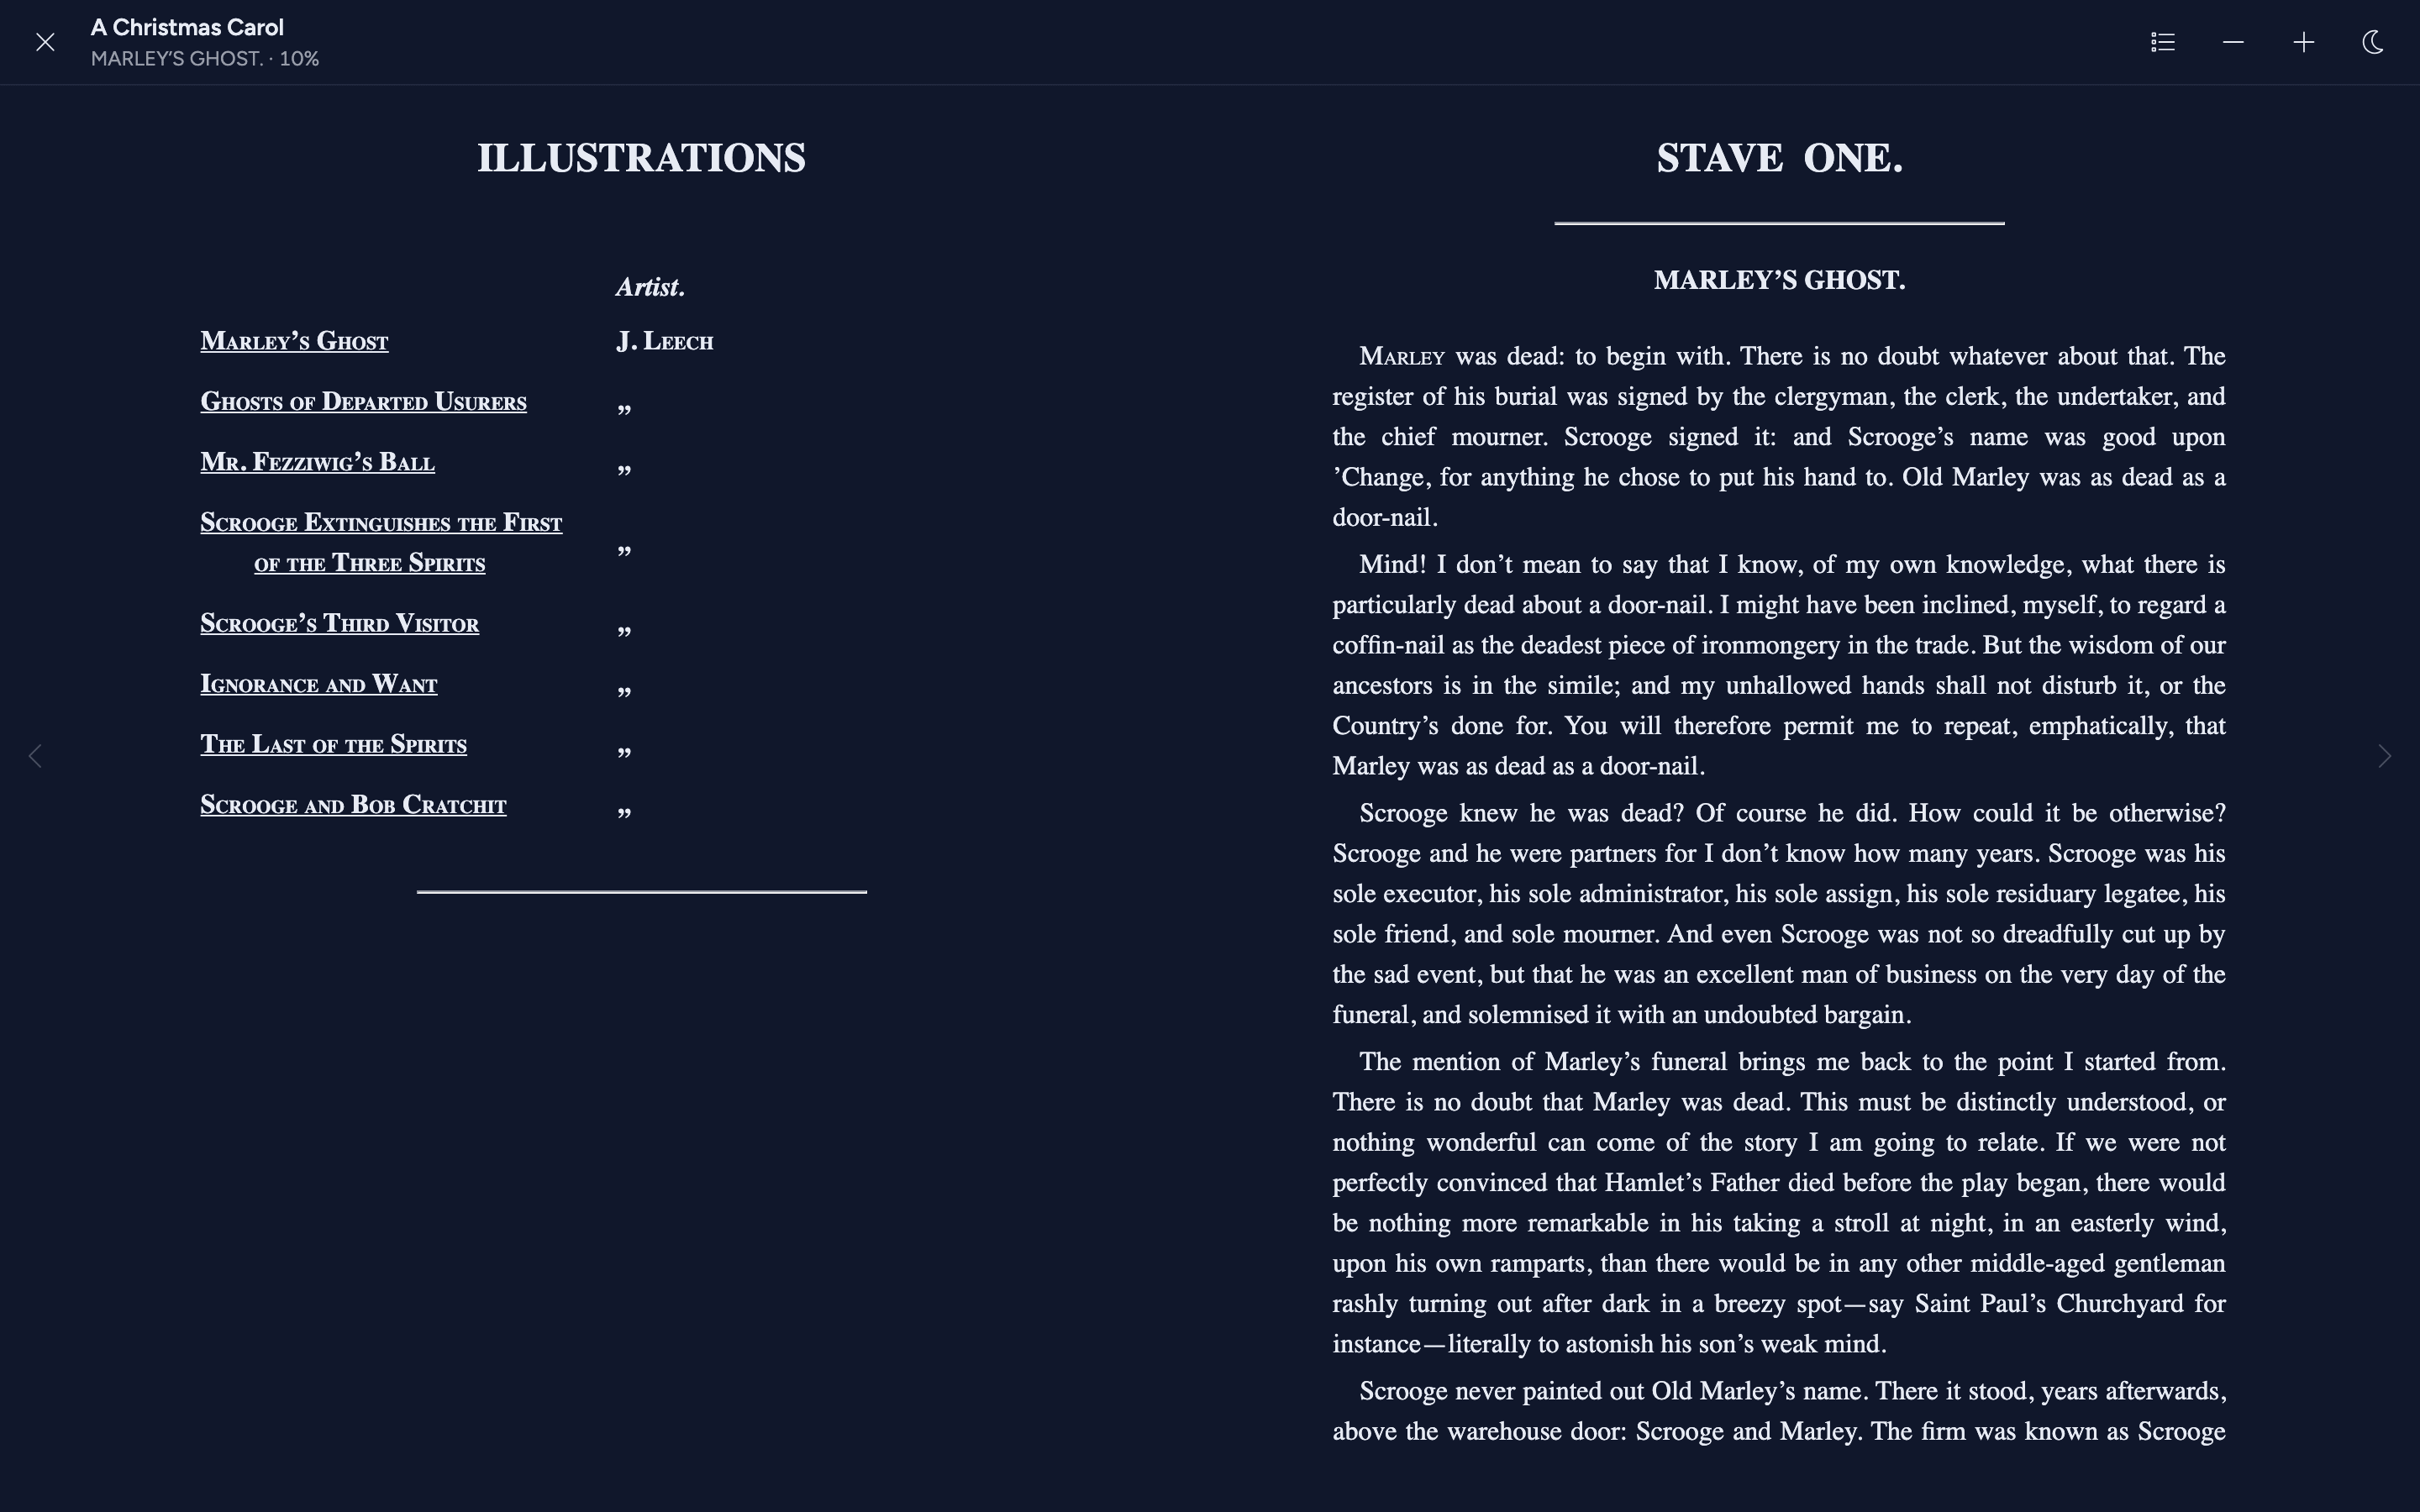 A Christmas Carol
MARLEY’S GHOST. · 10%
ILLUSTRATIONS
Artist.
Marley’s Ghost J. Leech
Ghosts of Departed Usurers „
Mr. Fezziwig’s Ball „
Scrooge Extinguishes the First
of the Three Spirits „
Scrooge’s Third Visitor „
Ignorance and Want „
The Last of the Spirits „
Scrooge and Bob Cratchit „
STAVE ONE.
MARLEY’S GHOST.
Marley was dead: to begin with. There is no doubt whatever about that. The
register of his burial was signed by the clergyman, the clerk, the undertaker, and
the chief mourner. Scrooge signed it: and Scrooge’s name was good upon
’Change, for anything he chose to put his hand to. Old Marley was as dead as a
door-nail.
Mind! I don’t mean to say that I know, of my own knowledge, what there is
particularly dead about a door-nail. I might have been inclined, myself, to regard a
coffin-nail as the deadest piece of ironmongery in the trade. But the wisdom of our
ancestors is in the simile; and my unhallowed hands shall not disturb it, or the
Country’s done for. You will therefore permit me to repeat, emphatically, that
Marley was as dead as a door-nail.
Scrooge knew he was dead? Of course he did. How could it be otherwise?
Scrooge and he were partners for I don’t know how many years. Scrooge was his
sole executor, his sole administrator, his sole assign, his sole residuary legatee, his
sole friend, and sole mourner. And even Scrooge was not so dreadfully cut up by
the sad event, but that he was an excellent man of business on the very day of the
funeral, and solemnised it with an undoubted bargain.
The mention of Marley’s funeral brings me back to the point I started from.
There is no doubt that Marley was dead. This must be distinctly understood, or
nothing wonderful can come of the story I am going to relate. If we were not
perfectly convinced that Hamlet’s Father died before the play began, there would
be nothing more remarkable in his taking a stroll at night, in an easterly wind,
upon his own ramparts, than there would be in any other middle-aged gentleman
rashly turning out after dark in a breezy spot—say Saint Paul’s Churchyard for
instance—literally to astonish his son’s weak mind.
Scrooge never painted out Old Marley’s name. There it stood, years afterwards,
above the warehouse door: Scrooge and Marley. The firm was known as Scrooge